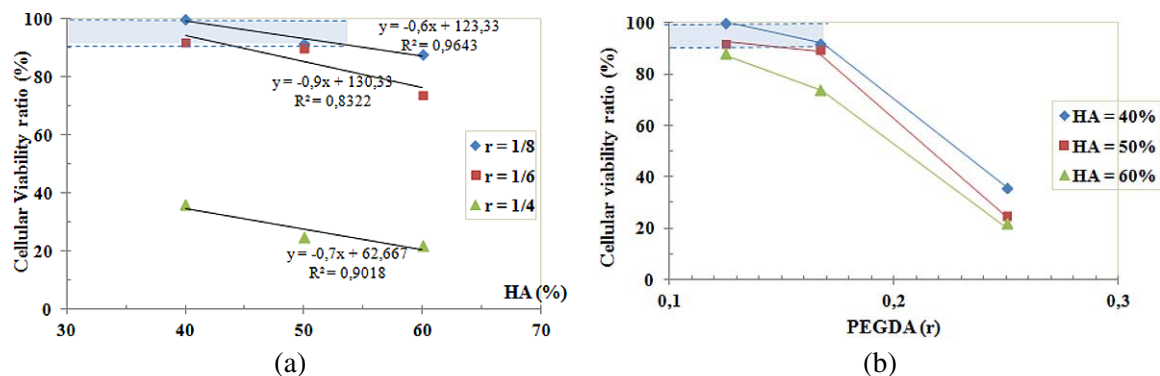 y = -0,6x + 123,33
R² = 0,9643
y = -0,9x + 130,33
R² = 0,8322
r = 1/8
r = 1/6
r = 1/4
y = -0,7x + 62,667
R² = 0,9018
HA (%)
Cellular Viability ratio (%)
100
80
60
40
20
0
30
40
50
60
70
(a)
Cellular viability ratio (%)
100
80
60
40
20
0
0,1
0,2
0,3
PEGDA (r)
HA = 40%
HA = 50%
HA = 60%
(b)